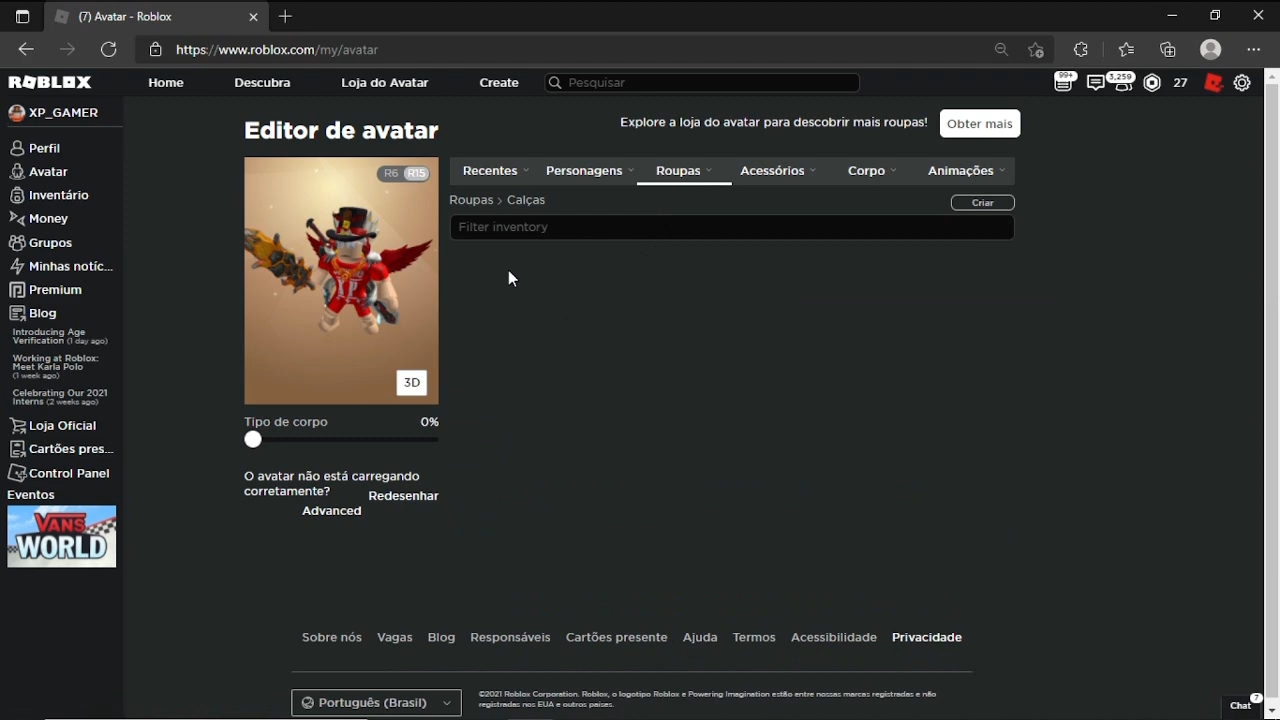 (7) Avatar - Roblox
https://www.roblox.com/my/avatar
ROBLOX
Home
Descubra
Loja do Avatar
Create
Pesquisar
99+
3,259
27
XP_GAMER
Perfil
Avatar
Inventário
Money
Grupos
Minhas notíc...
Premium
Blog
Introducing Age
Verification (1 day ago)
Working at Roblox:
Meet Karla Polo
(1 week ago)
Celebrating Our 2021
Interns (2 weeks ago)
Loja Oficial
Cartões pres...
Control Panel
Eventos
VANS
WORLD
Editor de avatar
Explore a loja do avatar para descobrir mais roupas!
Obter mais
R6 R15
XP
3D
Tipo de corpo 0%
O avatar não está carregando
corretamente?
Redesenhar
Advanced
Recentes
Personagens
Roupas
Acessórios
Corpo
Animações
Roupas > Calças
Criar
Filter inventory
Sobre nós
Vagas
Blog
Responsáveis
Cartões presente
Ajuda
Termos
Acessibilidade
Privacidade
Português (Brasil)
©2021 Roblox Corporation. Roblox, o logotipo Roblox e Powering Imagination estão entre nossas marcas registradas e não
registradas nos EUA e outros países.
Chat
7